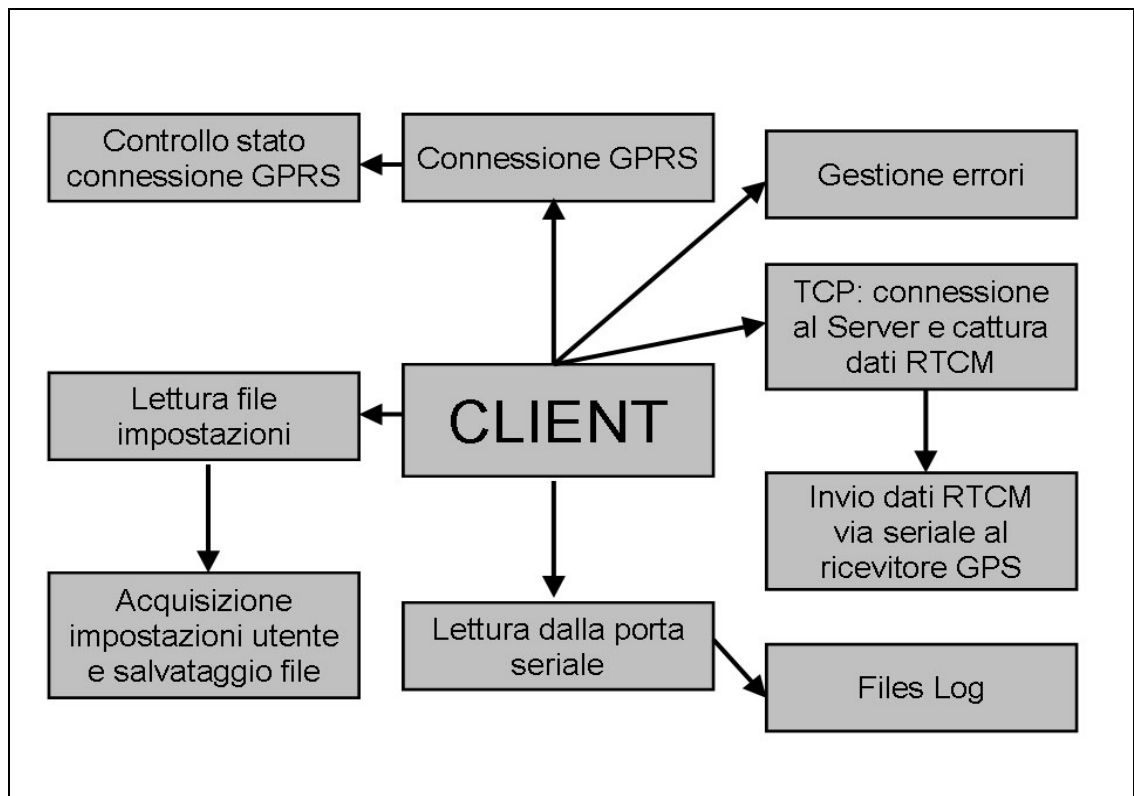 Controllo stato
connessione GPRS
Connessione GPRS
Gestione errori
TCP: connessione
al Server e cattura
dati RTCM
Lettura file
impostazioni
CLIENT
Invio dati RTCM
via seriale al
ricevitore GPS
Acquisizione
impostazioni utente
e salvataggio file
Lettura dalla porta
seriale
Files Log